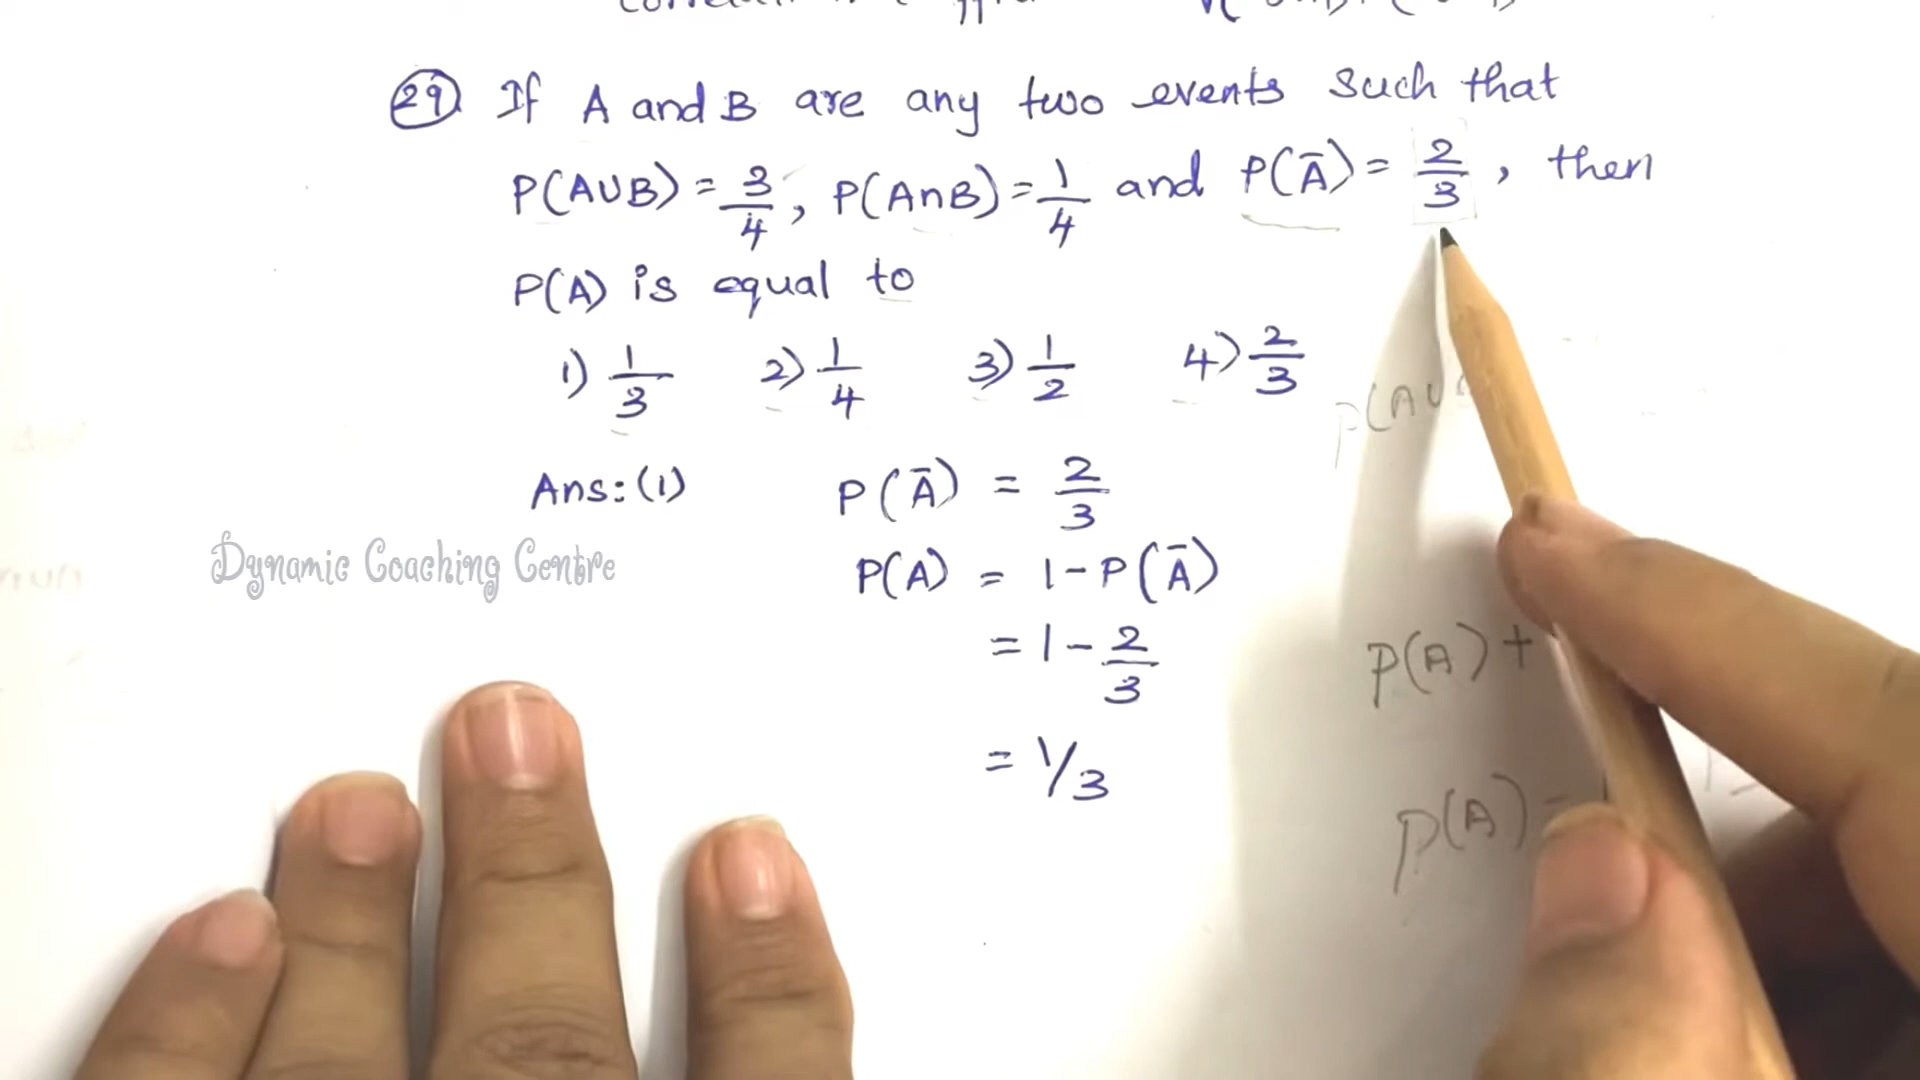 29 If A and B are any two events such that
P(A∪B) = 3/4, P(A∩B) = 1/4 and P(Ā) = 2/3, then
P(A) is equal to
1) 1/3 2) 1/4 3) 1/2 4) 2/3
P(AU
Ans: (1) P(Ā) = 2/3
Dynamic Coaching Centre
P(A) = 1 - P(Ā)
= 1 - 2/3
P(A) +
= 1/3
P(A) =